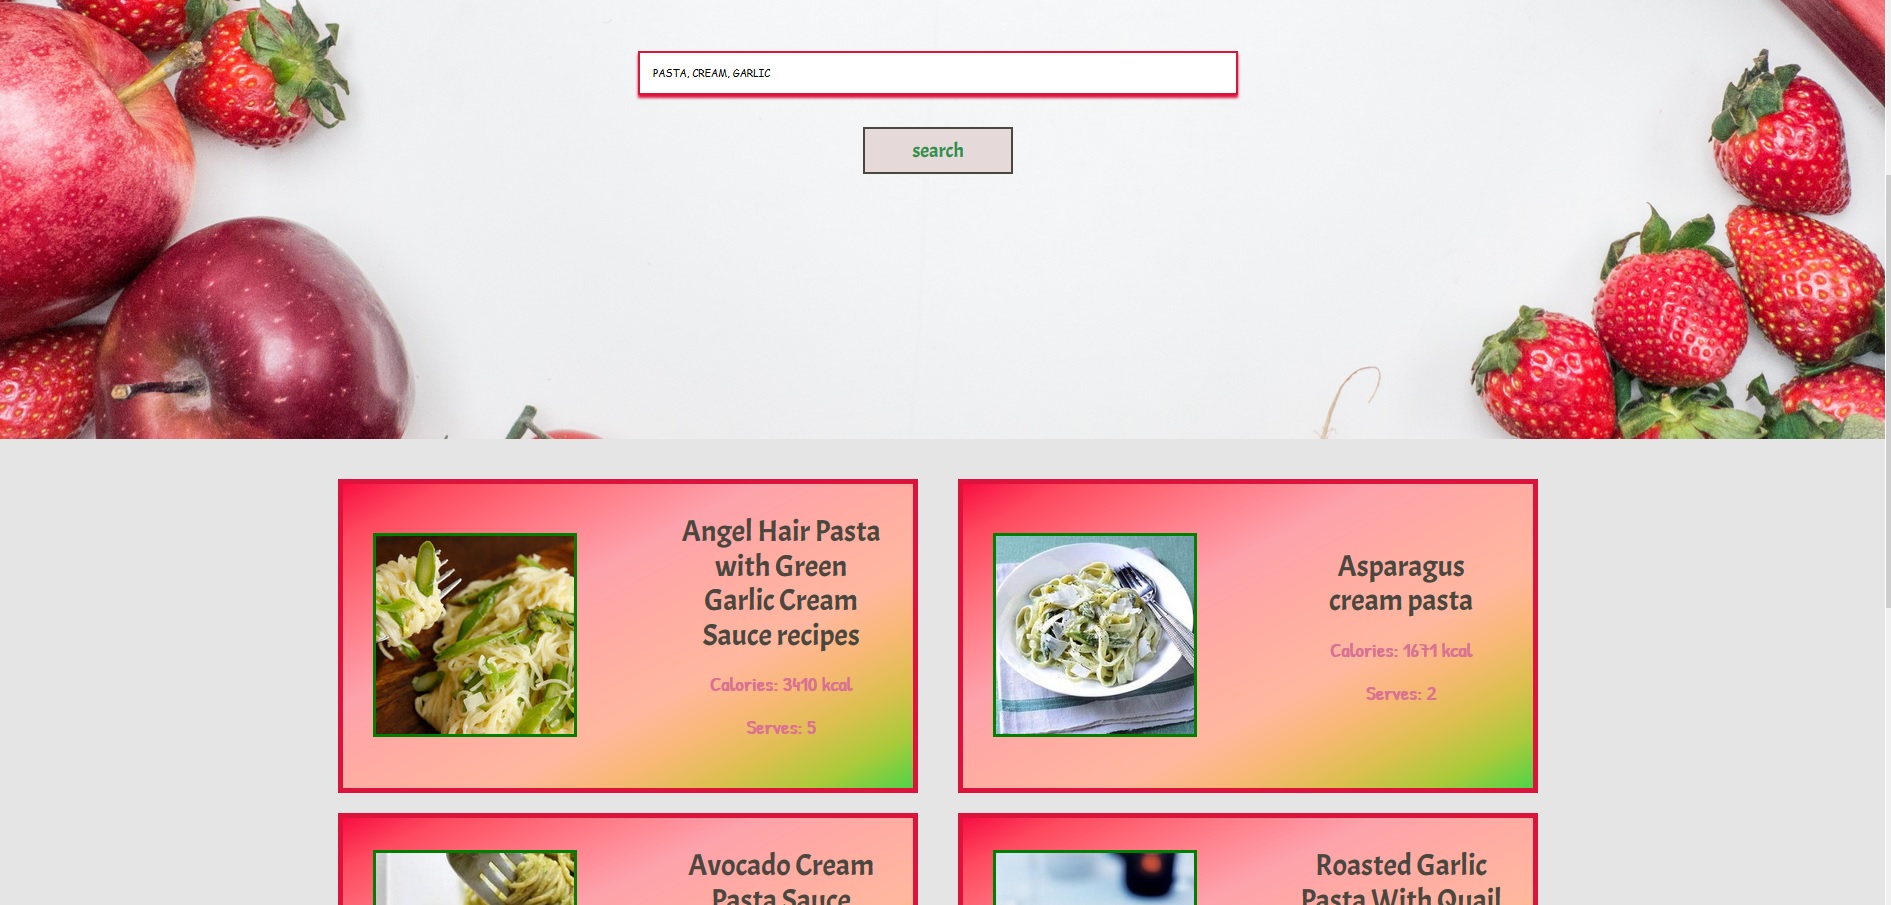 PASTA, CREAM, GARLIC
search
Angel Hair Pasta
with Green
Garlic Cream
Sauce recipes
Calories: 3410 kcal
Serves: 5
Asparagus
cream pasta
Calories: 1671 kcal
Serves: 2
Avocado Cream
Pasta Sauce
Roasted Garlic
Pasta With Quail